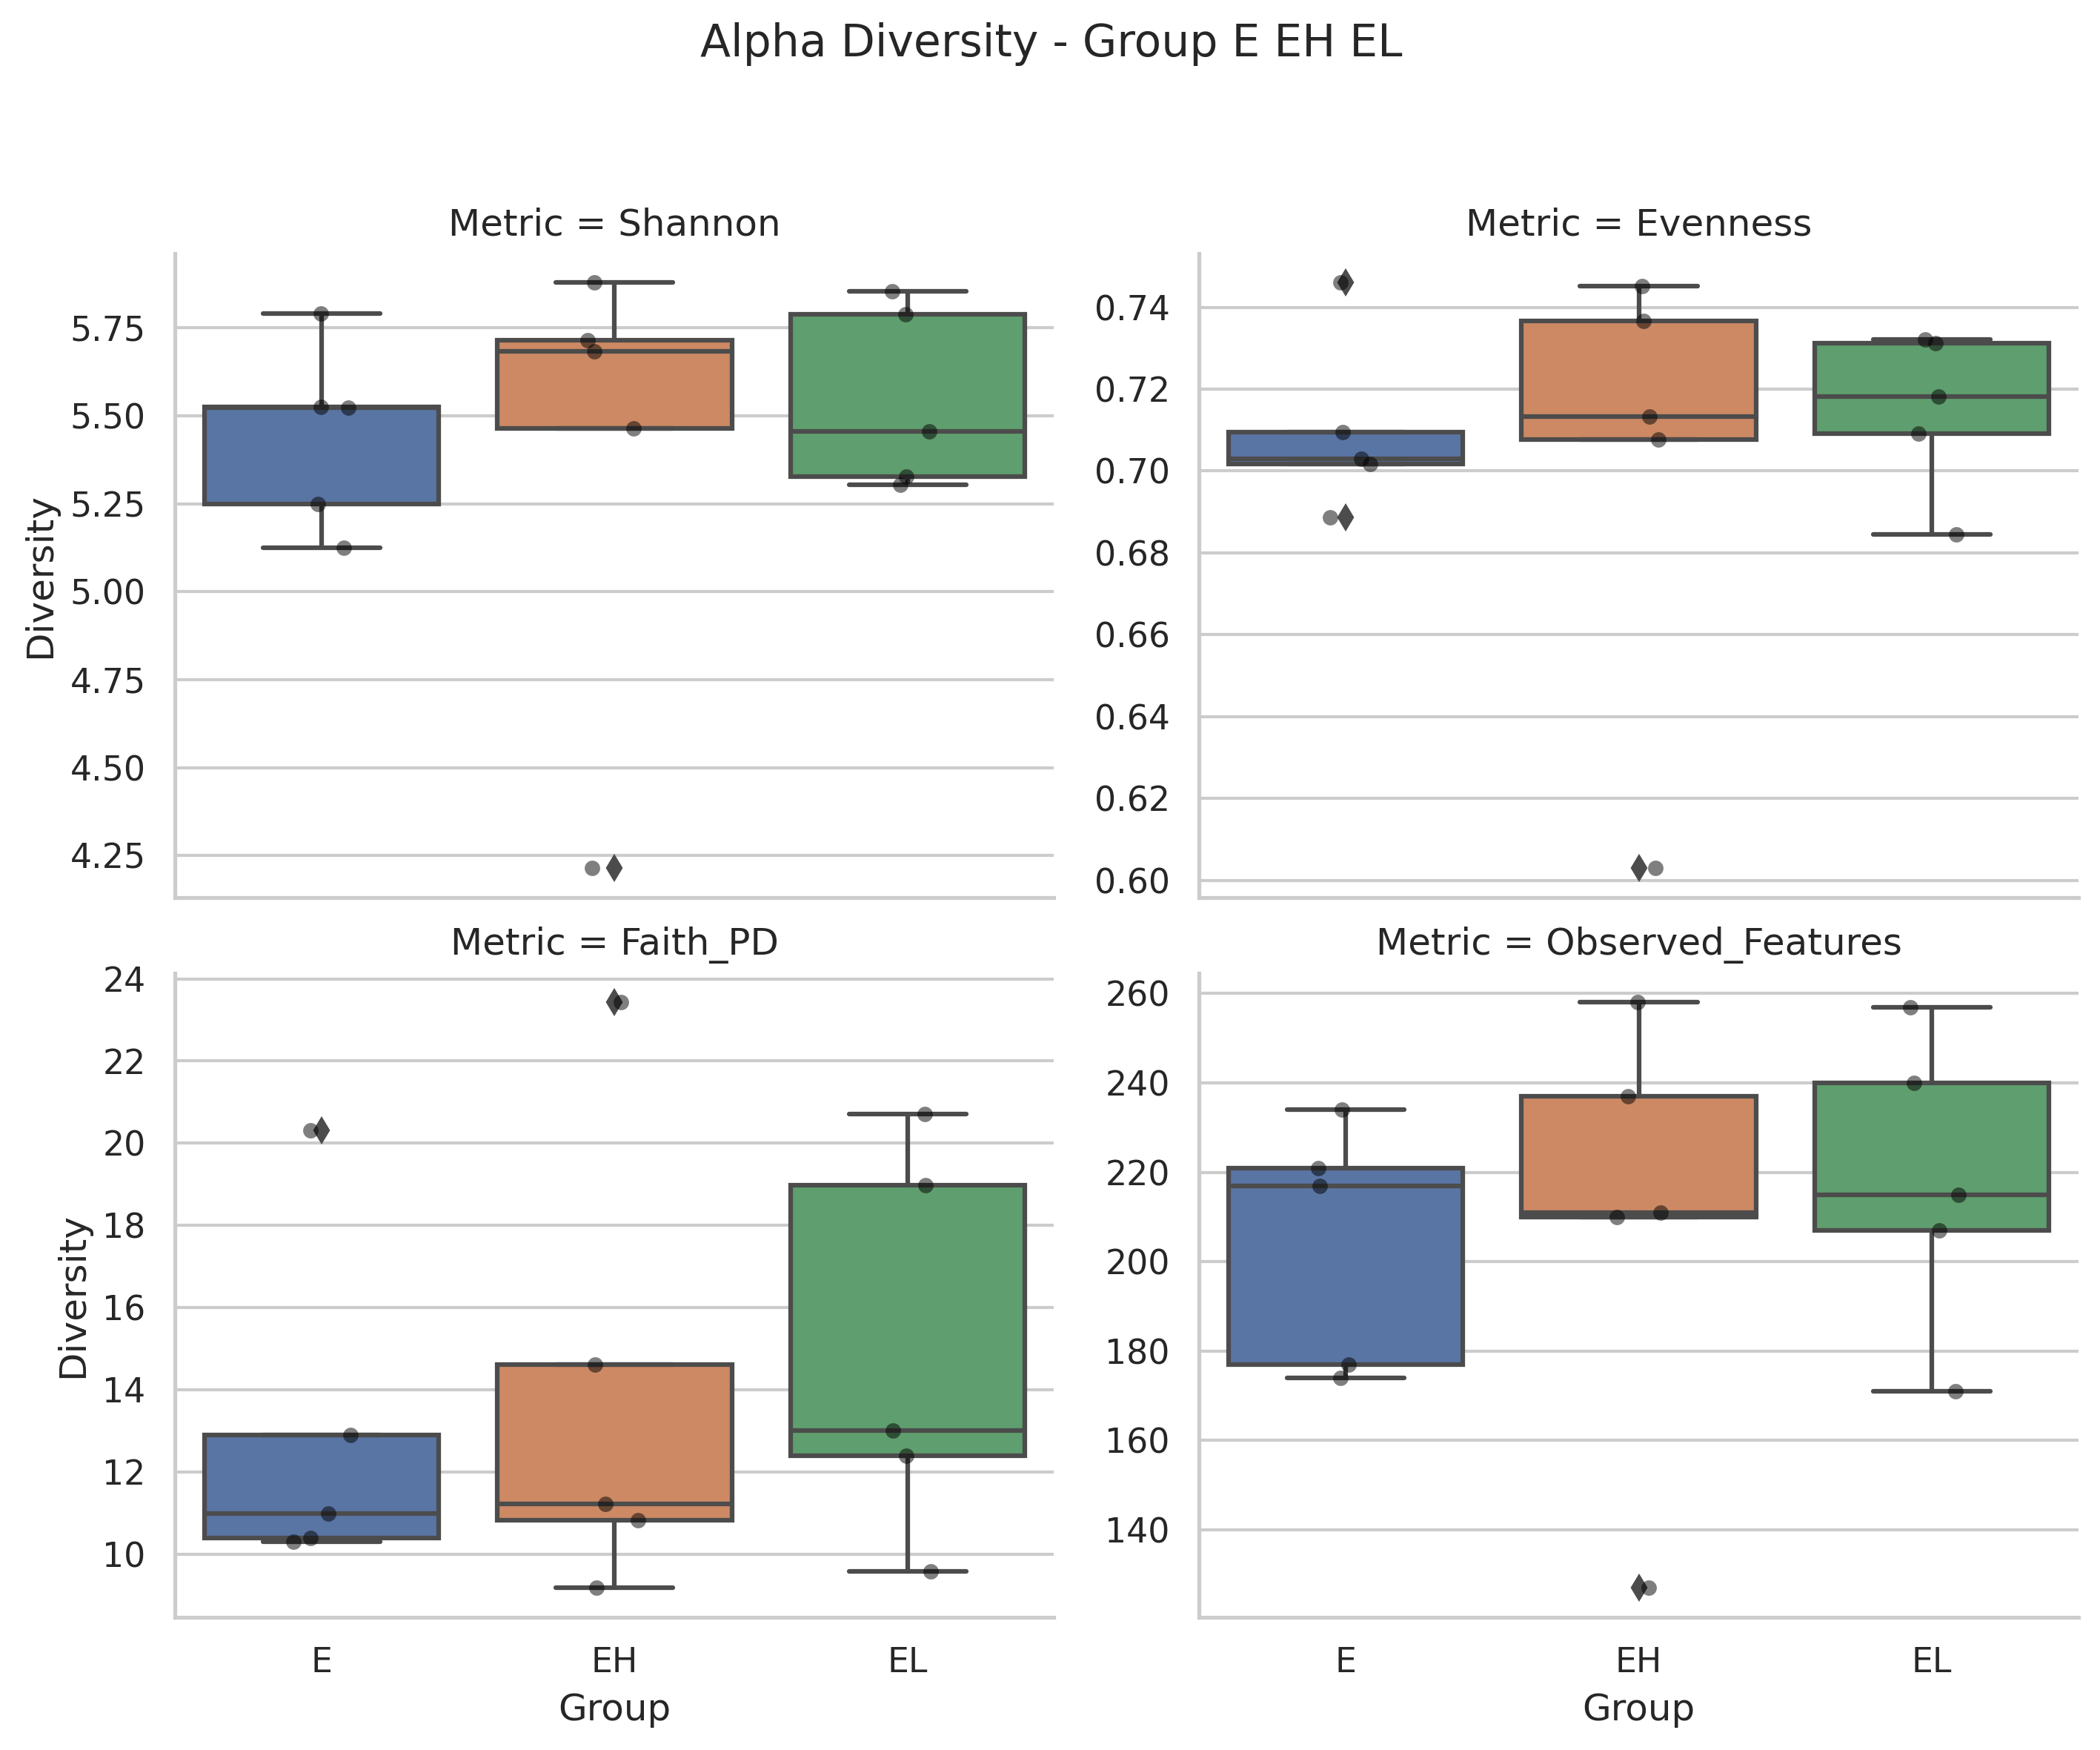 Alpha Diversity - Group E EH EL
Metric = Shannon
Metric = Evenness
Diversity
5.75
5.50
5.25
5.00
4.75
4.50
4.25
0.74
0.72
0.70
0.68
0.66
0.64
0.62
0.60
Metric = Faith_PD
Metric = Observed_Features
Diversity
24
22
20
18
16
14
12
10
260
240
220
200
180
160
140
E EH EL
Group
E EH EL
Group